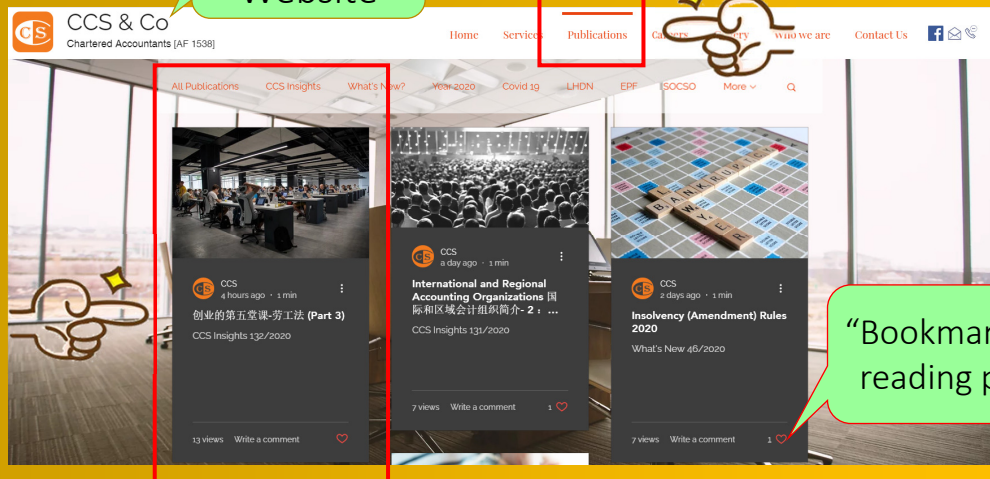 Website
CCS & Co
Chartered Accountants [AF 1538]
Home Services Publications Careers Gallery Who we are Contact Us
All Publications CCS Insights What's New? Year 2020 Covid 19 LHDN EPF SOCSO More
CCS
4 hours ago · 1 min
创业的第五堂课-劳工法 (Part 3)
CCS Insights 132/2020
13 views Write a comment
CCS
a day ago · 1 min
International and Regional
Accounting Organizations 国
际和区域会计组织简介- 2 : ...
CCS Insights 131/2020
7 views Write a comment 1
BANKRUPTCY
LAWYER
CCS
2 days ago · 1 min
Insolvency (Amendment) Rules
2020
What's New 46/2020
7 views Write a comment 1
"Bookmar
reading p